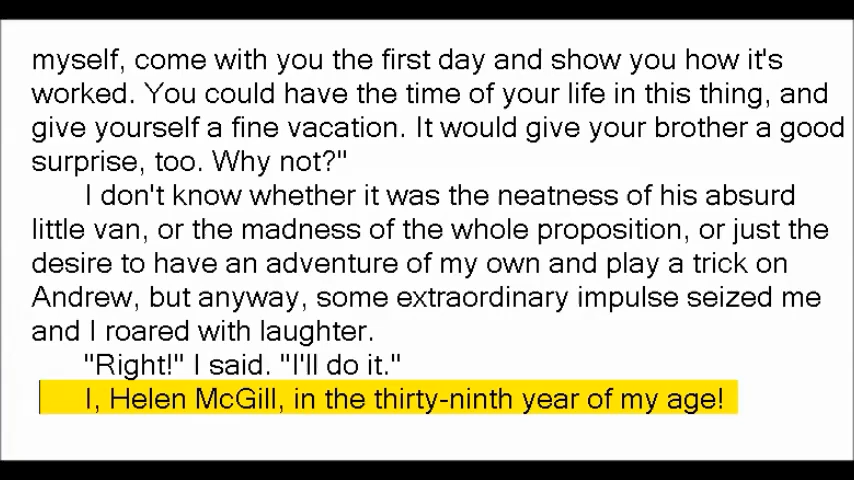 myself, come with you the first day and show you how it's
worked. You could have the time of your life in this thing, and
give yourself a fine vacation. It would give your brother a good
surprise, too. Why not?"
I don't know whether it was the neatness of his absurd
little van, or the madness of the whole proposition, or just the
desire to have an adventure of my own and play a trick on
Andrew, but anyway, some extraordinary impulse seized me
and I roared with laughter.
"Right!" I said. "I'll do it."
I, Helen McGill, in the thirty-ninth year of my age!